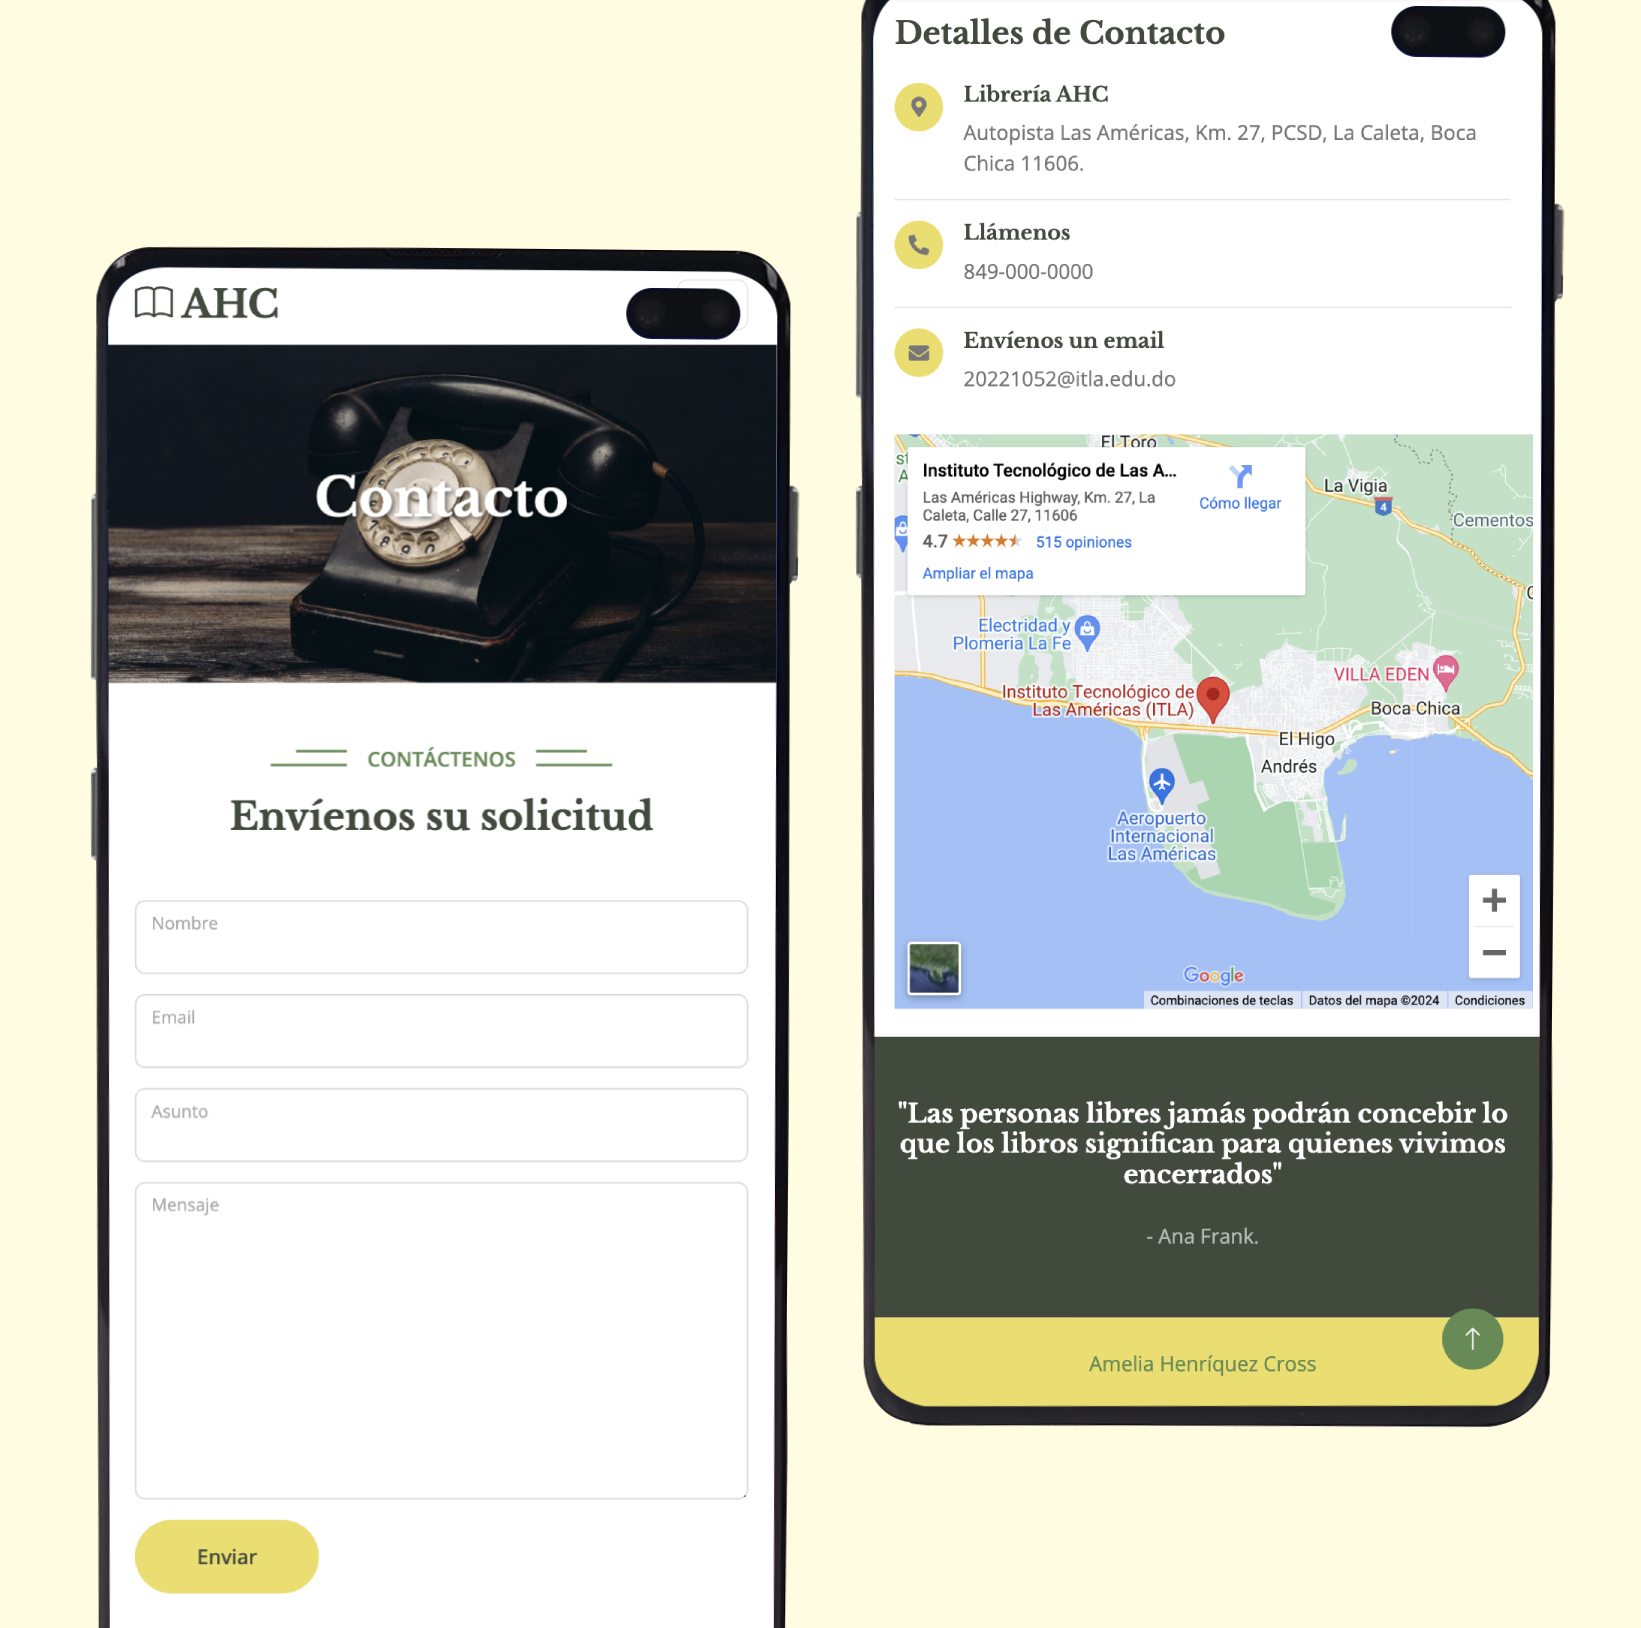 AHC
Contacto
CONTÁCTENOS
Envíenos su solicitud
Nombre
Email
Asunto
Mensaje
Enviar
Detalles de Contacto
Librería AHC
Autopista Las Américas, Km. 27, PCSD, La Caleta, Boca
Chica 11606.
Llámenos
849-000-0000
Envíenos un email
20221052@itla.edu.do
El Toro
Instituto Tecnológico de Las A...
Las Américas Highway, Km. 27, La
Caleta, Calle 27, 11606
4.7
515 opiniones
Ampliar el mapa
Cómo llegar
La Vigia
4
Cementos
Electridad y
Plomeria La Fe
Instituto Tecnológico de
Las Américas (ITLA)
VILLA EDEN
Boca Chica
El Higo
Andrés
Aeropuerto
Internacional
Las Américas
Google
Combinaciones de teclas
Datos del mapa ©2024
Condiciones
"Las personas libres jamás podrán concebir lo
que los libros significan para quienes vivimos
encerrados"
- Ana Frank.
Amelia Henríquez Cross